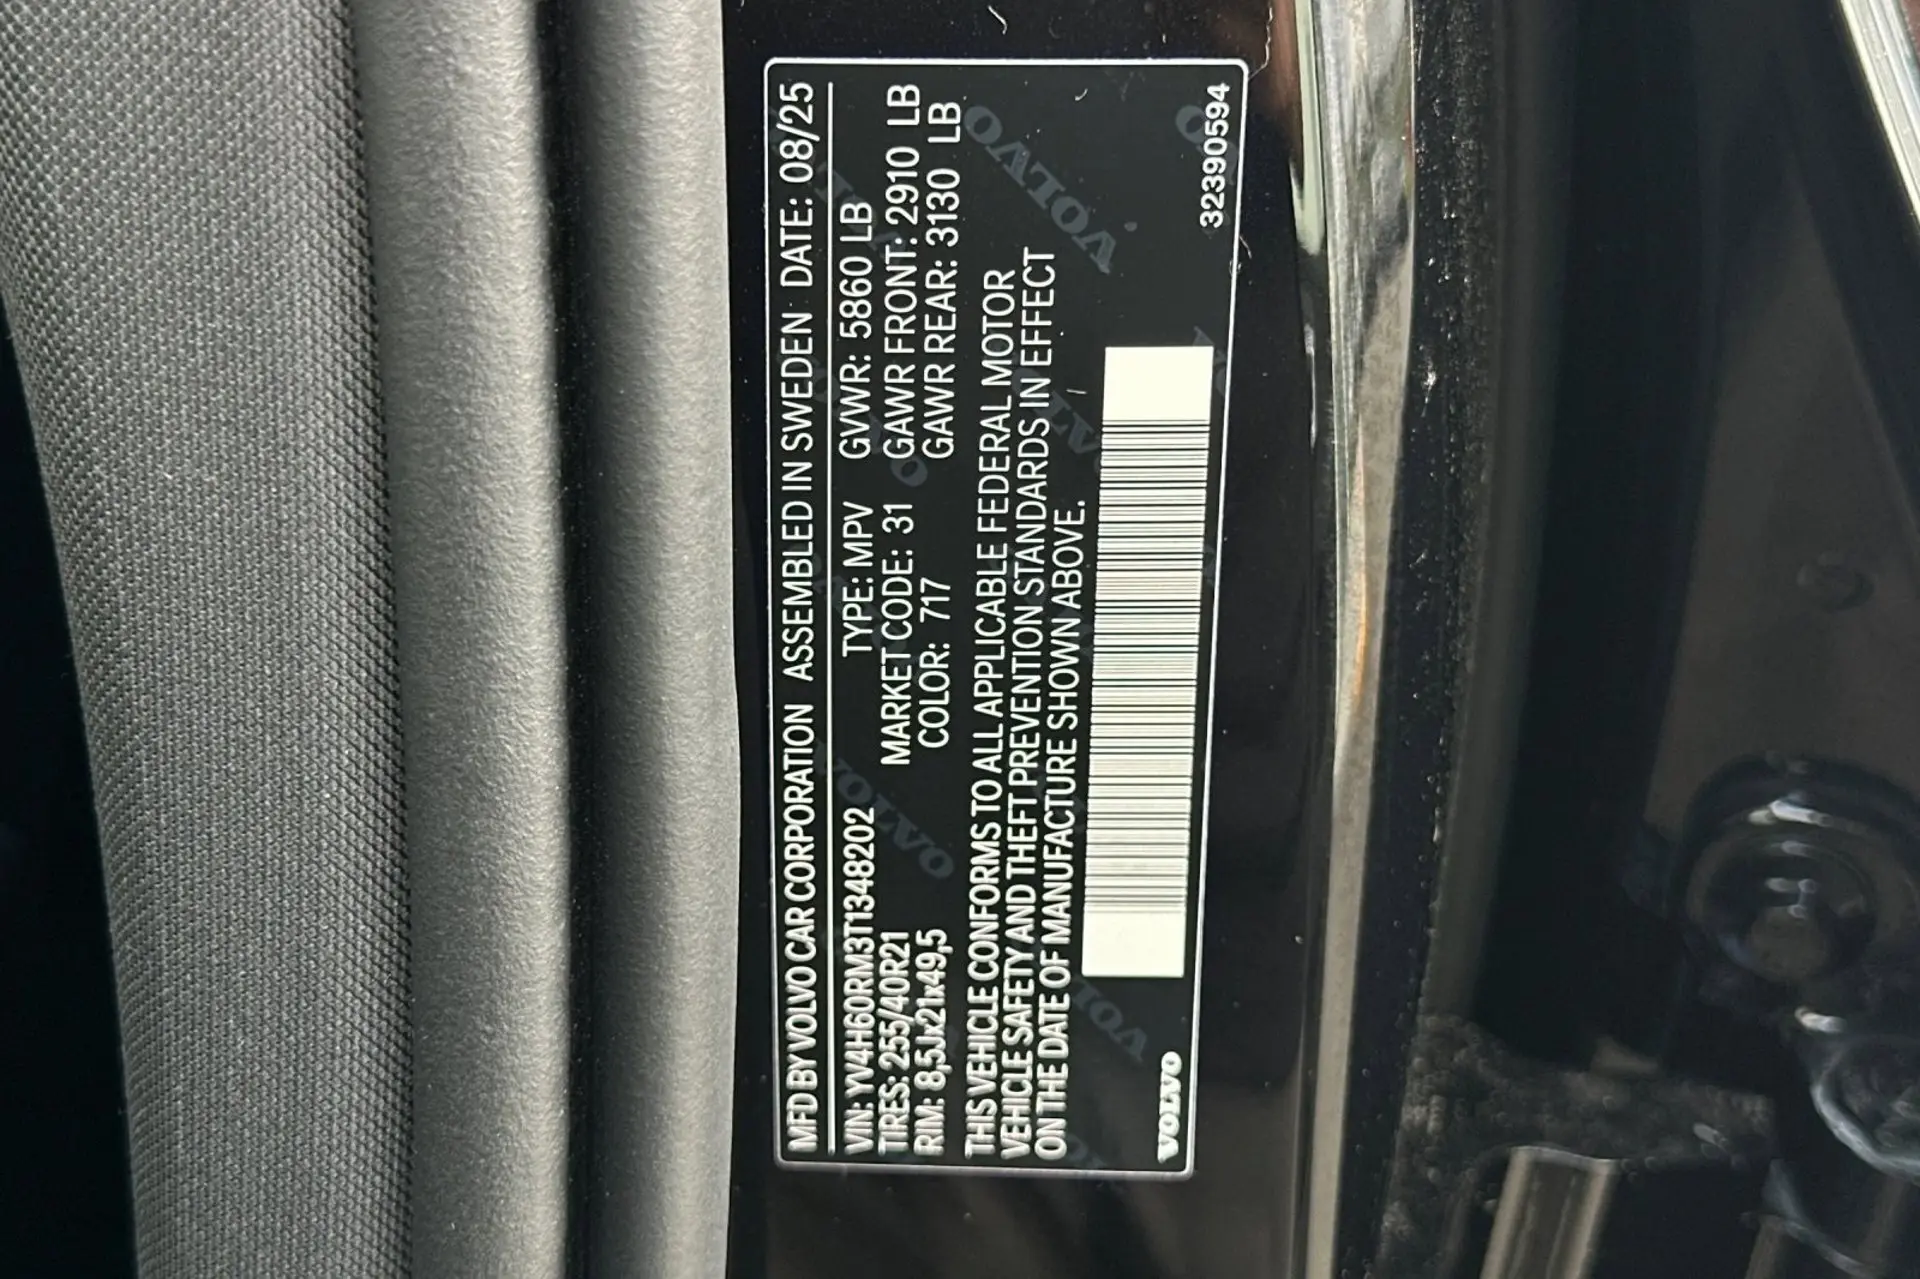 MFD BY VOLVO CAR CORPORATION ASSEMBLED IN SWEDEN DATE: 08/25
VIN: YV4H60RM3T1348202 TYPE: MPV GVWR: 5860 LB
TIRES: 255/40R21 MARKET CODE: 31 GAWR FRONT: 2910 LB
RIM: 8,5Jx21x49,5 COLOR: 717 GAWR REAR: 3130 LB
THIS VEHICLE CONFORMS TO ALL APPLICABLE FEDERAL MOTOR
VEHICLE SAFETY AND THEFT PREVENTION STANDARDS IN EFFECT
ON THE DATE OF MANUFACTURE SHOWN ABOVE.
VOLVO 32390594